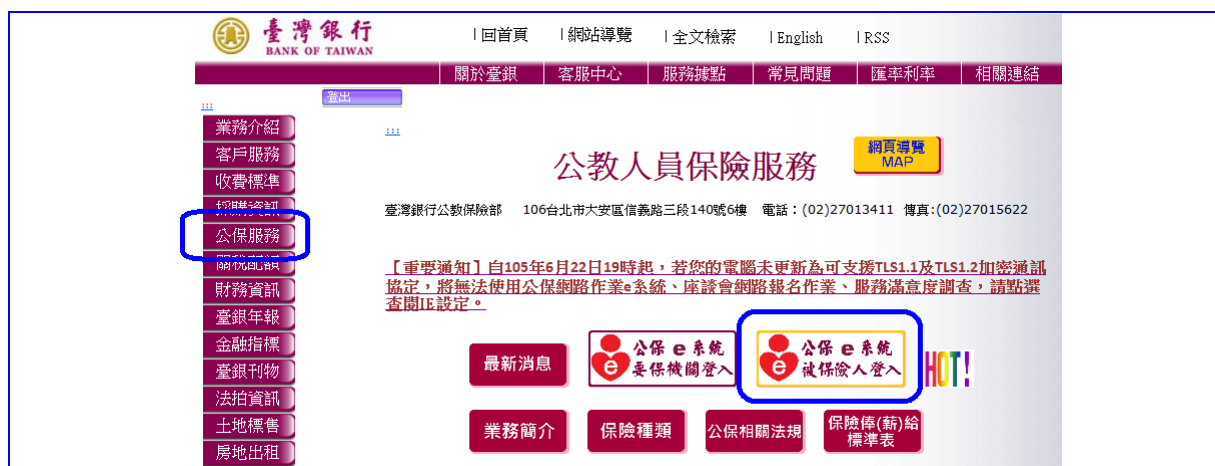 臺灣銀行
BANK OF TAIWAN
|回首頁 |網站導覽 |全文檢索 |English |RSS
關於臺銀 客服中心 服務據點 常見問題 匯率利率 相關連結
登出
:::
業務介紹
:::
客戶服務
網頁導覽
MAP
公教人員保險服務
收費標準
採購資訊
臺灣銀行公教保險部 106台北市大安區信義路三段140號6樓 電話：(02)27013411 傳真:(02)27015622
公保服務
關稅配額
【重要通知】自105年6月22日19時起，若您的電腦未更新為可支援TLS1.1及TLS1.2加密通訊
協定，將無法使用公保網路作業e系統、座談會網路報名作業、服務滿意度調查，請點選
查閱IE設定。
財務資訊
臺銀年報
金融指標
臺銀刊物
法拍資訊
土地標售
房地出租
最新消息
e
公保 e 系統
要保機關登入
e
公保 e 系統
被保險人登入
HOT!
業務簡介
保險種類
公保相關法規
保險俸(薪)給
標準表